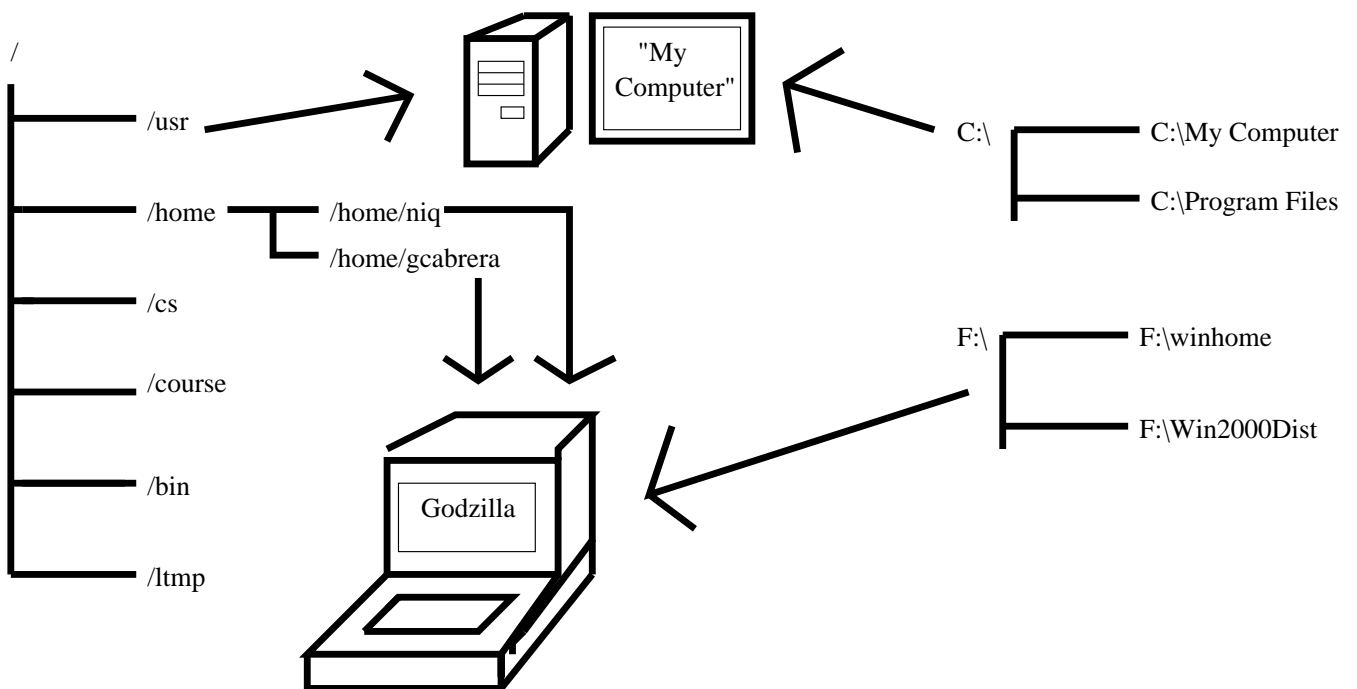 /
/usr
/home
/home/niq
/home/gcabrera
/cs
/course
/bin
/ltmp
"My
Computer"
Godzilla
C:\
C:\My Computer
C:\Program Files
F:\
F:\winhome
F:\Win2000Dist